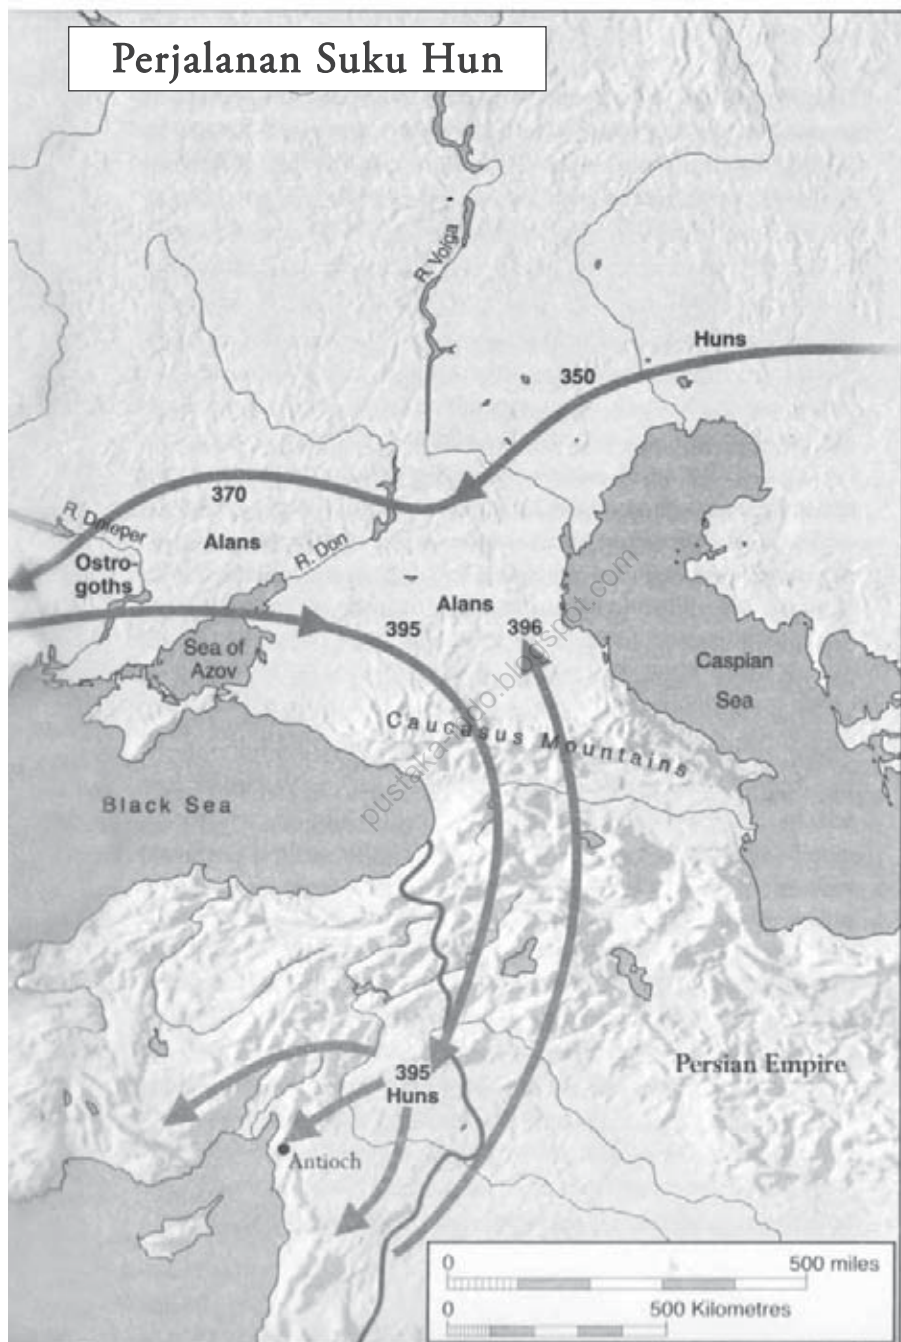 Perjalanan Suku Hun
R. Volga
Huns
350
370
R. Dnieper
Alans
R. Don
Ostro-
goths
Alans
395
396
Sea of
Azov
Caspian
Sea
Caucasus Mountains
Black Sea
pustaka-indo.blogspot.com
Persian Empire
395
Huns
Antioch
0 500 miles
0 500 Kilometres